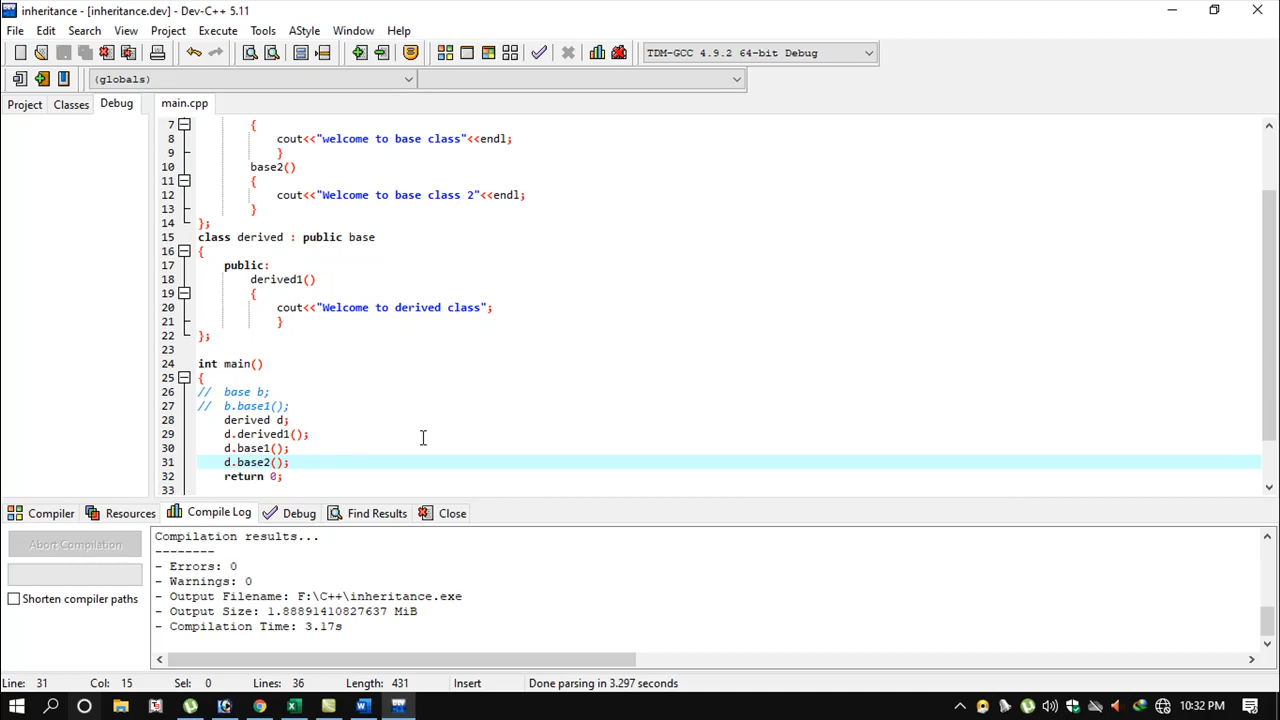 inheritance - [inheritance.dev] - Dev-C++ 5.11
File Edit Search View Project Execute Tools AStyle Window Help
TDM-GCC 4.9.2 64-bit Debug
(globals)
Project Classes Debug main.cpp
7 {
8 cout<<"welcome to base class"<<endl;
9 }
10 base2()
11 {
12 cout<<"Welcome to base class 2"<<endl;
13 }
14 };
15 class derived : public base
16 {
17 public:
18 derived1()
19 {
20 cout<<"Welcome to derived class";
21 }
22 };
23
24 int main()
25 {
26 // base b;
27 // b.base1();
28 derived d;
29 d.derived1();
30 d.base1();
31 d.base2();
32 return 0;
33
Compiler Resources Compile Log Debug Find Results Close
Abort Compilation
Shorten compiler paths
Compilation results...
--------
- Errors: 0
- Warnings: 0
- Output Filename: F:\C++\inheritance.exe
- Output Size: 1.88891410827637 MiB
- Compilation Time: 3.17s
Line: 31 Col: 15 Sel: 0 Lines: 36 Length: 431 Insert Done parsing in 3.297 seconds
10:32 PM